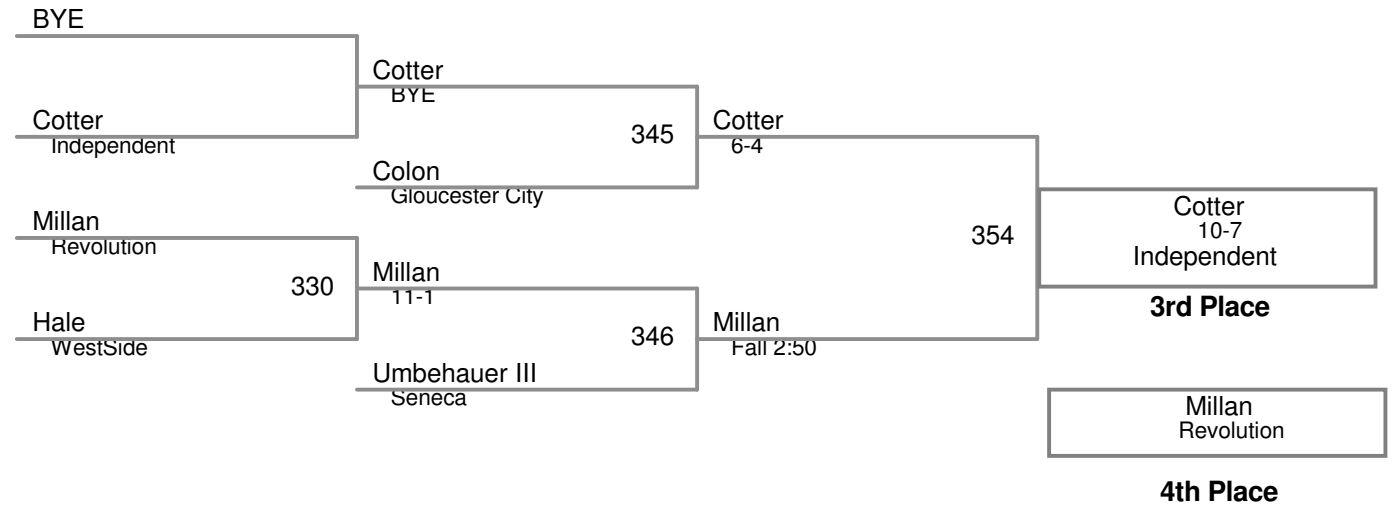 BYE
Cotter
BYE
Cotter
Independent
345
Cotter
6-4
Colon
Gloucester City
Millan
Revolution
354
Cotter
10-7
Independent
330
Millan
11-1
3rd Place
Hale
WestSide
346
Millan
Fall 2:50
Umbehauer III
Seneca
Millan
Revolution
4th Place